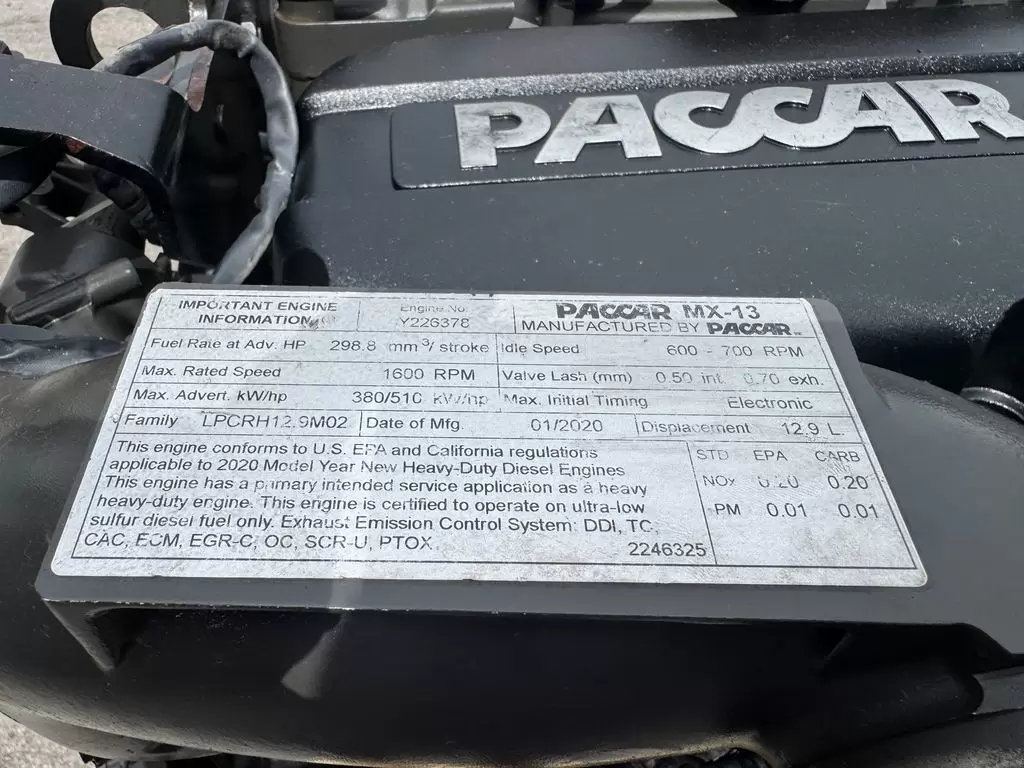 PACCAR
IMPORTANT ENGINE INFORMATION
Engine No.
Y226378
PACCAR MX-13
MANUFACTURED BY PACCAR INC
Fuel Rate at Adv. HP 298.8 mm³/ stroke
Idle Speed 600 - 700 RPM
Max. Rated Speed 1600 RPM
Valve Lash (mm) 0.50 int. 0.70 exh.
Max. Advert. kW/hp 380/510 kW/hp
Max. Initial Timing Electronic
Family LPCRH12.9M02
Date of Mfg. 01/2020
Displacement 12.9 L.
This engine conforms to U.S. EPA and California regulations
applicable to 2020 Model Year New Heavy-Duty Diesel Engines
This engine has a primary intended service application as a heavy
heavy-duty engine. This engine is certified to operate on ultra-low
sulfur diesel fuel only. Exhaust Emission Control System: DDI, TC,
CAC, ECM, EGR-C, OC, SCR-U, PTOX.
2246325
STD EPA CARB
NOx 0.20 0.20
PM 0.01 0.01